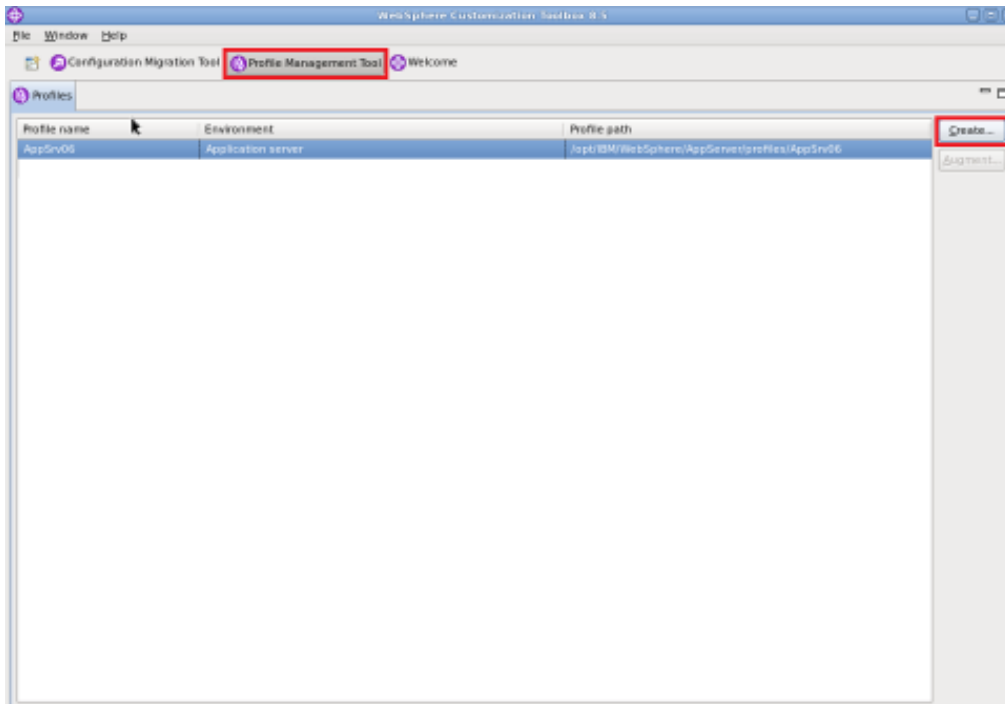 WebSphere Customization Toolbox 8.5
File Window Help
Configuration Migration Tool Profile Management Tool Welcome
Profiles
Profile name Environment Profile path Create...
AppSrv06 Application server /opt/IBM/WebSphere/AppServer/profiles/AppSrv06
Augment...